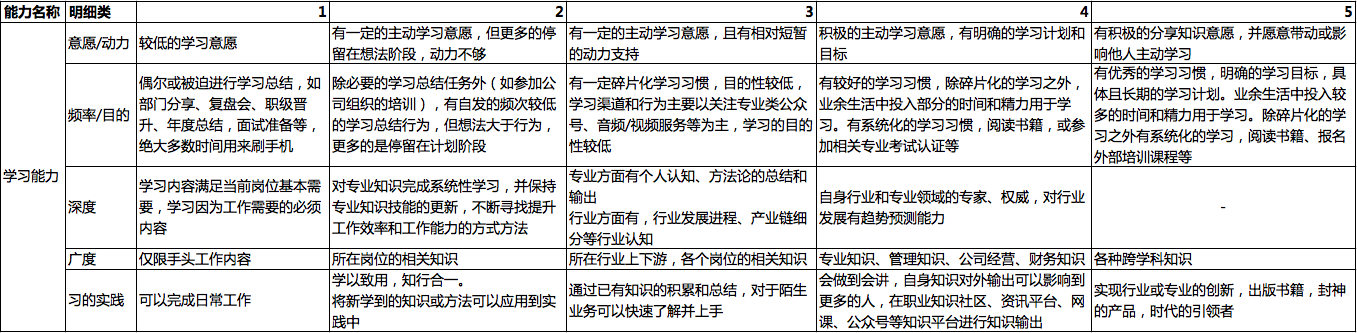 能力名称 明细类 1 2 3 4 5
学习能力
意愿/动力
较低的学习意愿
有一定的主动学习意愿，但更多的停
留在想法阶段，动力不够
有一定的主动学习意愿，且有相对短暂
的动力支持
积极的主动学习意愿，有明确的学习计划和
目标
有积极的分享知识意愿，并愿意带动或影
响他人主动学习
频率/目的
偶尔或被迫进行学习总结，如
部门分享、复盘会、职级晋
升、年度总结，面试准备等，
绝大多数时间用来刷手机
除必要的学习总结任务外（如参加公
司组织的培训），有自发的频次较低
的学习总结行为，但想法大于行为，
更多的是停留在计划阶段
有一定碎片化学习习惯，目的性较低，
学习渠道和行为主要以关注专业类公众
号、音频/视频服务等为主，学习的目的
性较低
有较好的学习习惯，除碎片化的学习之外，
业余生活中投入部分的时间和精力用于学
习。有系统化的学习习惯，阅读书籍，或参
加相关专业考试认证等
有优秀的学习习惯，明确的学习目标，具
体且长期的学习计划。业余生活中投入较
多的时间和精力用于学习。除碎片化的学
习之外有系统化的学习，阅读书籍、报名
外部培训课程等
深度
学习内容满足当前岗位基本需
要，学习因为工作需要的必须
内容
对专业知识完成系统性学习，并保持
专业知识技能的更新，不断寻找提升
工作效率和工作能力的方式方法
专业方面有个人认知、方法论的总结和
输出
行业方面有，行业发展进程、产业链细
分等行业认知
自身行业和专业领域的专家、权威，对行业
发展有趋势预测能力
-
广度
仅限手头工作内容
所在岗位的相关知识
所在行业上下游，各个岗位的相关知识
专业知识、管理知识、公司经营、财务知识
各种跨学科知识
习的实践
可以完成日常工作
学以致用，知行合一。
将新学到的知识或方法可以应用到实
践中
通过已有知识的积累和总结，对于陌生
业务可以快速了解并上手
会做到会讲，自身知识对外输出可以影响到
更多的人，在职业知识社区、资讯平台、网
课、公众号等知识平台进行知识输出
实现行业或专业的创新，出版书籍，封神
的产品，时代的引领者